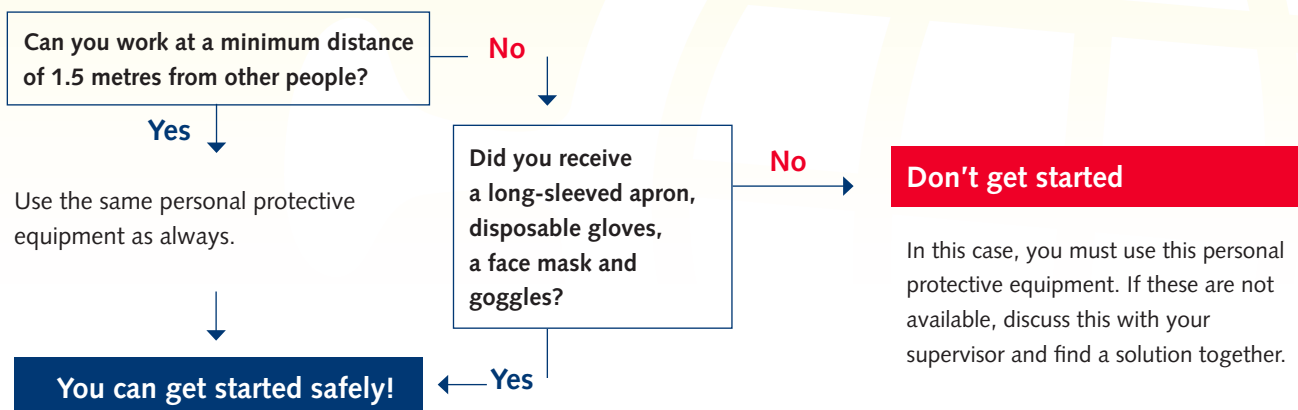 Can you work at a minimum distance
of 1.5 metres from other people?
No
Yes
Use the same personal protective
equipment as always.
Did you receive
a long-sleeved apron,
disposable gloves,
a face mask and
goggles?
No
Don't get started
In this case, you must use this personal
protective equipment. If these are not
available, discuss this with your
supervisor and find a solution together.
Yes
You can get started safely!